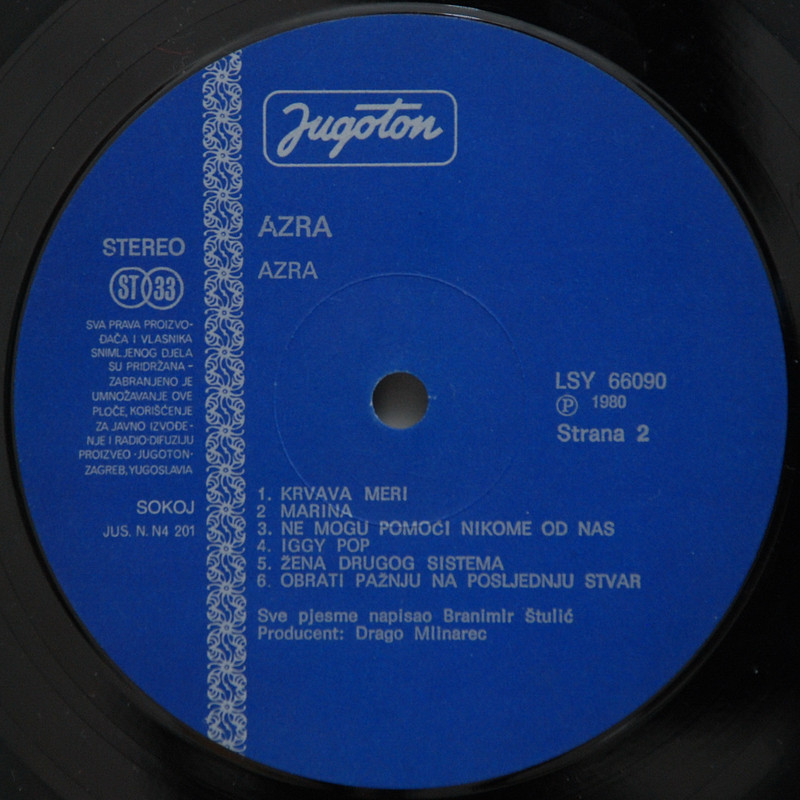 Jugoton
AZRA
AZRA
STEREO
ST 33
SVA PRAVA PROIZVO-
ĐAČA I VLASNIKA
SNIMLJENOG DJELA
SU PRIDRŽANA -
ZABRANJENO JE
UMNOŽAVANJE OVE
PLOČE, KORIŠĆENJE
ZA JAVNO IZVOĐE-
NJE I RADIO-DIFUZIJU
PROIZVEO · JUGOTON ·
ZAGREB, YUGOSLAVIA
SOKOJ
JUS. N. N4 201
LSY 66090
℗ 1980
Strana 2
1. KRVAVA MERI
2 MARINA
3. NE MOGU POMOĆI NIKOME OD NAS
4. IGGY POP
5. ŽENA DRUGOG SISTEMA
6. OBRATI PAŽNJU NA POSLJEDNJU STVAR
Sve pjesme napisao Branimir Štulić
Producent: Drago Mlinarec